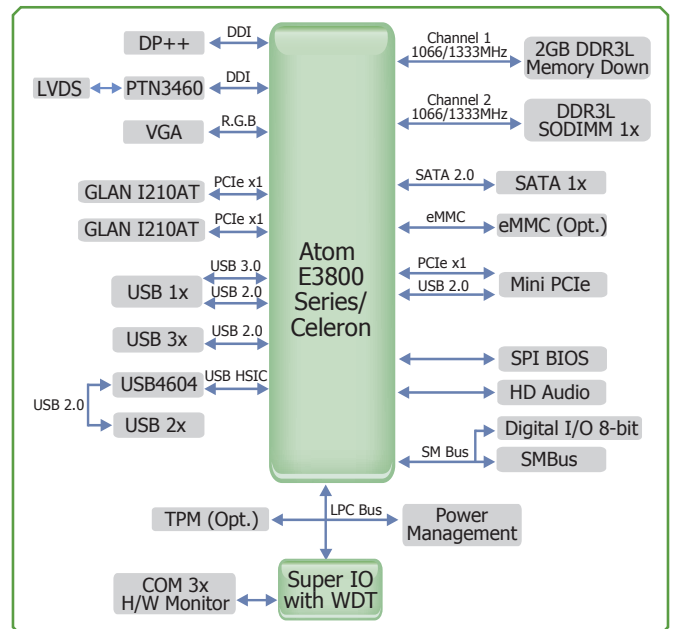 DP++
DDI
LVDS
PTN3460
DDI
VGA
R.G.B
GLAN I210AT
PCIe x1
GLAN I210AT
PCIe x1
USB 1x
USB 3.0
USB 2.0
USB 3x
USB 2.0
USB4604
USB HSIC
USB 2.0
USB 2x
Atom
E3800
Series/
Celeron
Channel 1
1066/1333MHz
2GB DDR3L
Memory Down
Channel 2
1066/1333MHz
DDR3L
SODIMM 1x
SATA 2.0
SATA 1x
eMMC
eMMC (Opt.)
PCIe x1
USB 2.0
Mini PCIe
SPI BIOS
HD Audio
Digital I/O 8-bit
SM Bus
SMBus
TPM (Opt.)
LPC Bus
Power
Management
COM 3x
H/W Monitor
Super IO
with WDT